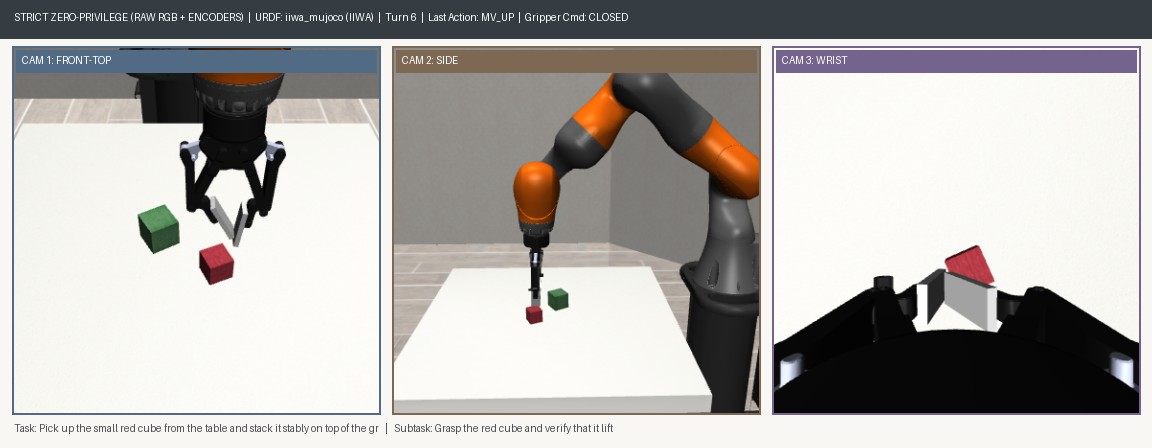 STRICT ZERO-PRIVILEGE (RAW RGB + ENCODERS) | URDF: iiwa_mujoco (IIWA) | Turn 6 | Last Action: MV_UP | Gripper Cmd: CLOSED
CAM 1: FRONT-TOP
CAM 2: SIDE
CAM 3: WRIST
Task: Pick up the small red cube from the table and stack it stably on top of the gr | Subtask: Grasp the red cube and verify that it lift